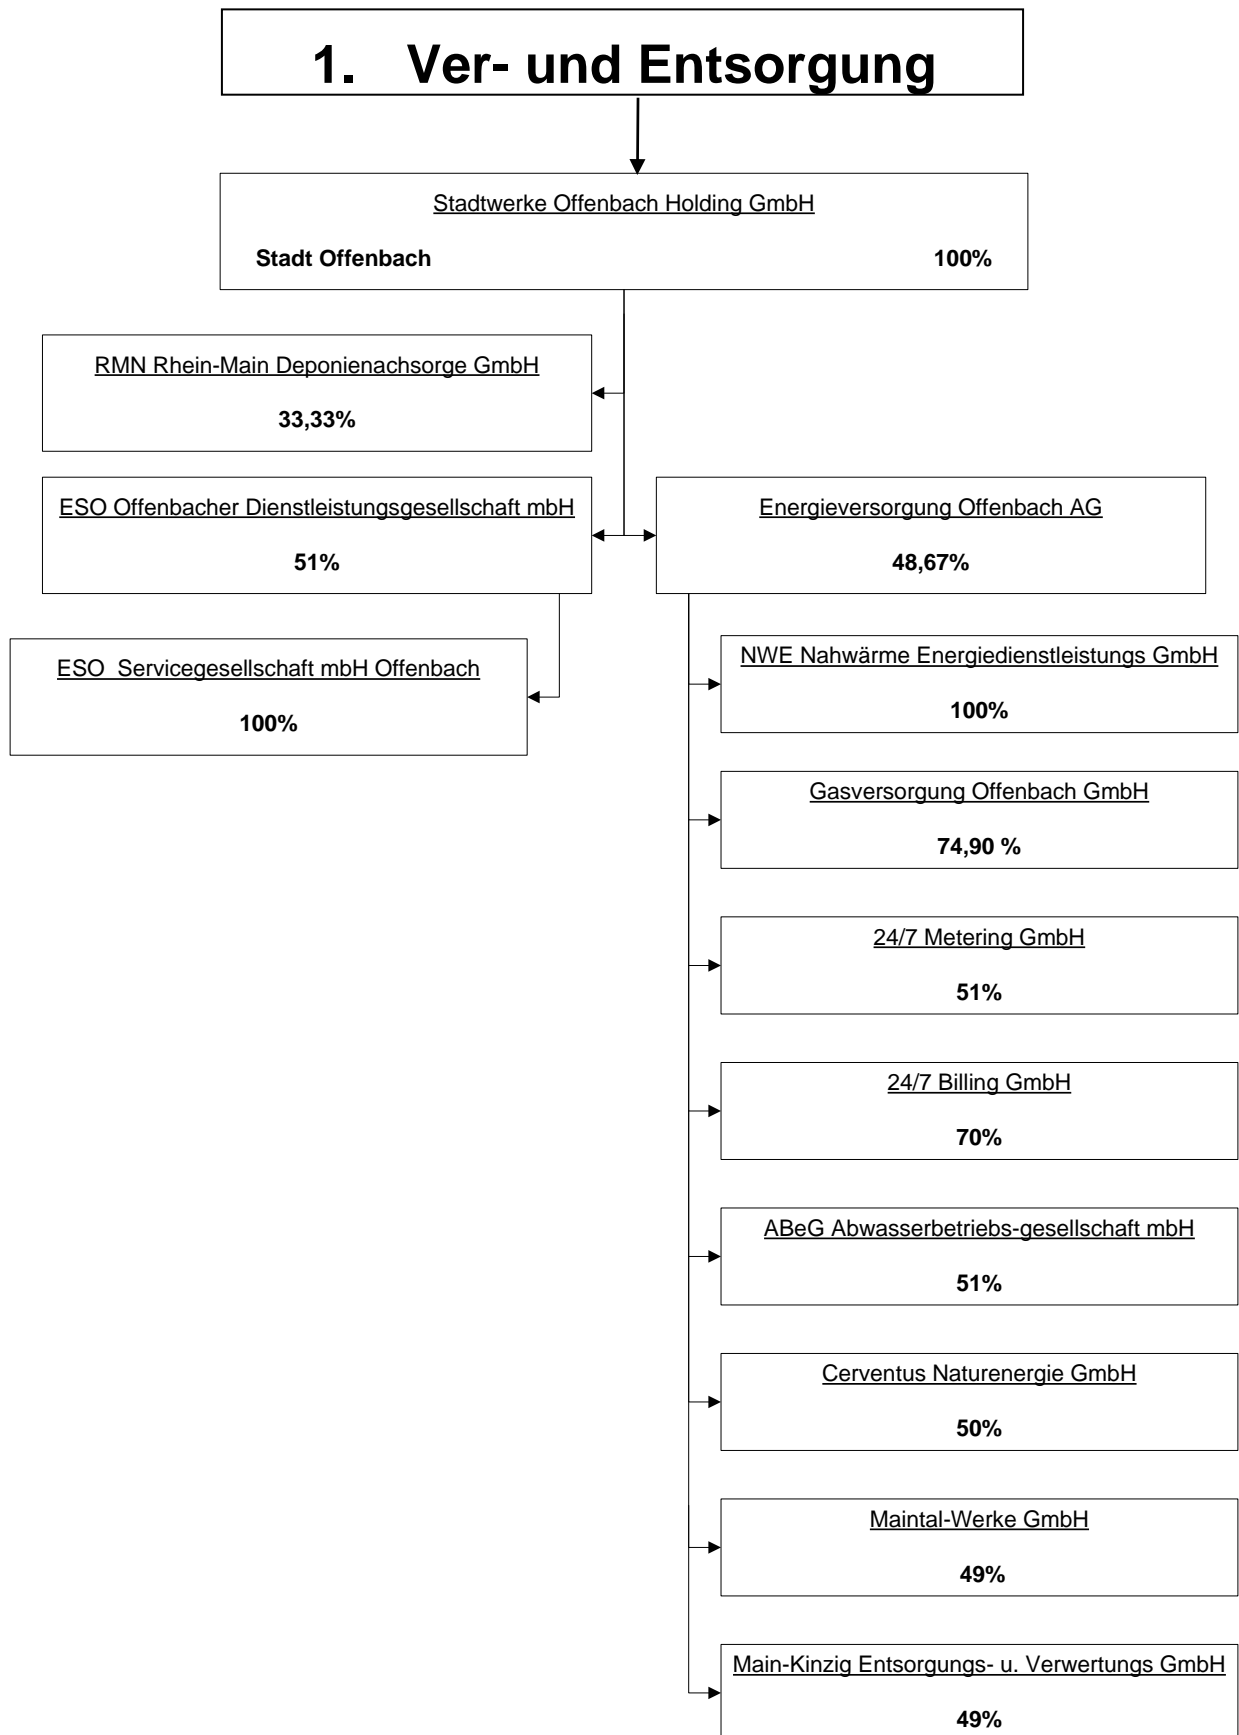 1. Ver- und Entsorgung
Stadtwerke Offenbach Holding GmbH
Stadt Offenbach 100%
RMN Rhein-Main Deponienachsorge GmbH
33,33%
ESO Offenbacher Dienstleistungsgesellschaft mbH
51%
Energieversorgung Offenbach AG
48,67%
ESO Servicegesellschaft mbH Offenbach
100%
NWE Nahwärme Energiedienstleistungs GmbH
100%
Gasversorgung Offenbach GmbH
74,90 %
24/7 Metering GmbH
51%
24/7 Billing GmbH
70%
ABeG Abwasserbetriebs-gesellschaft mbH
51%
Cerventus Naturenergie GmbH
50%
Maintal-Werke GmbH
49%
Main-Kinzig Entsorgungs- u. Verwertungs GmbH
49%